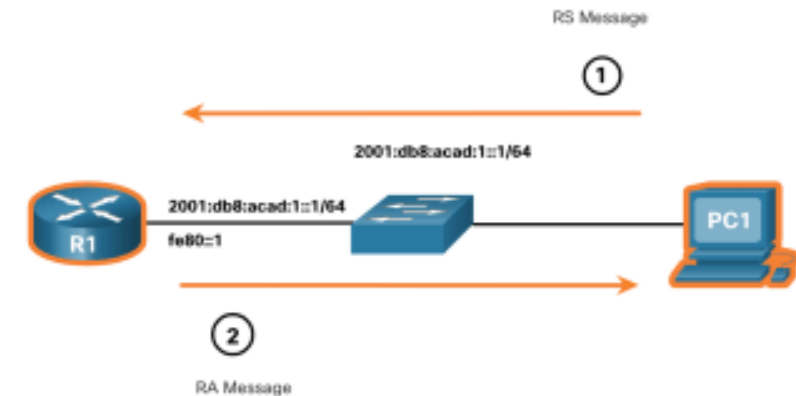 RS Message
1
2001:db8:acad:1::1/64
2001:db8:acad:1::1/64
fe80::1
R1
PC1
2
RA Message